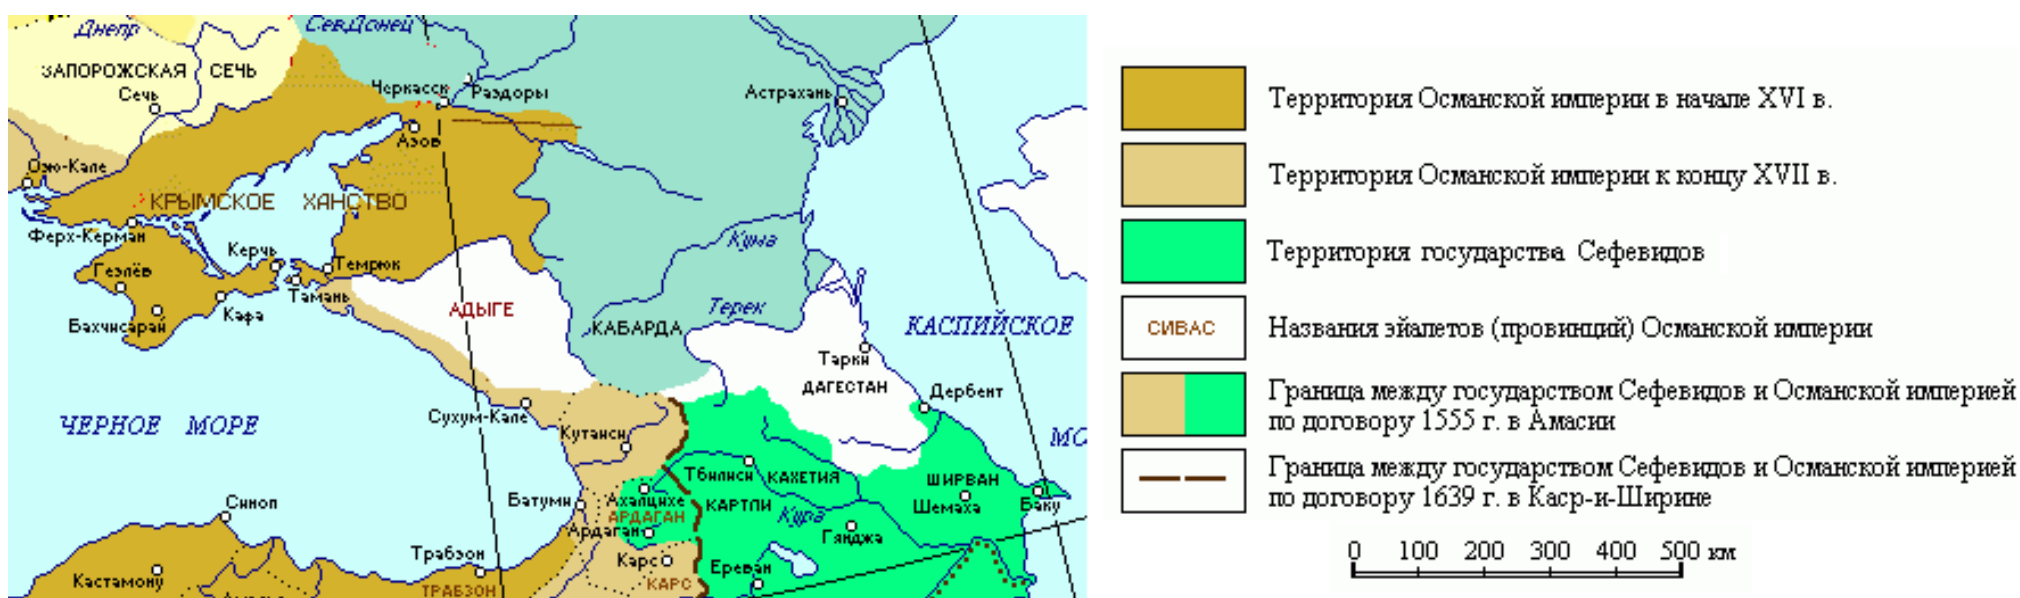 Днепр
Сев.Донец
ЗАПОРОЖСКАЯ СЕЧЬ
Сечь
Черкасск
Раздоры
Астрахань
Азов
Озю-Кале
КРЫМСКОЕ ХАНСТВО
Ферх-Керман
Кума
Керчь
Гезлёв
Темрюк
Тамань
Бахчисарай
Кафа
АДЫГЕ
Терек
КАБАРДА
КАСПИЙСКОЕ
Тарки
ДАГЕСТАН
Дербент
ЧЕРНОЕ МОРЕ
Сухум-Кале
Кутаиси
МО
Тбилиси
КАХЕТИЯ
ШИРВАН
Синоп
Батуми
Ахалцихе
КАРТЛИ
Шемаха
Баку
АРДАГАН
Кура
Ардаган
Гянджа
Трабзон
Карс
Ереван
Кастамону
ТРАБЗОН
КАРС
Территория Османской империи в начале XVI в.
Территория Османской империи к концу XVII в.
Территория государства Сефевидов
СИВАС
Названия эйалетов (провинций) Османской империи
Граница между государством Сефевидов и Османской империей
по договору 1555 г. в Амасии
Граница между государством Сефевидов и Османской империей
по договору 1639 г. в Каср-и-Ширине
0 100 200 300 400 500 км